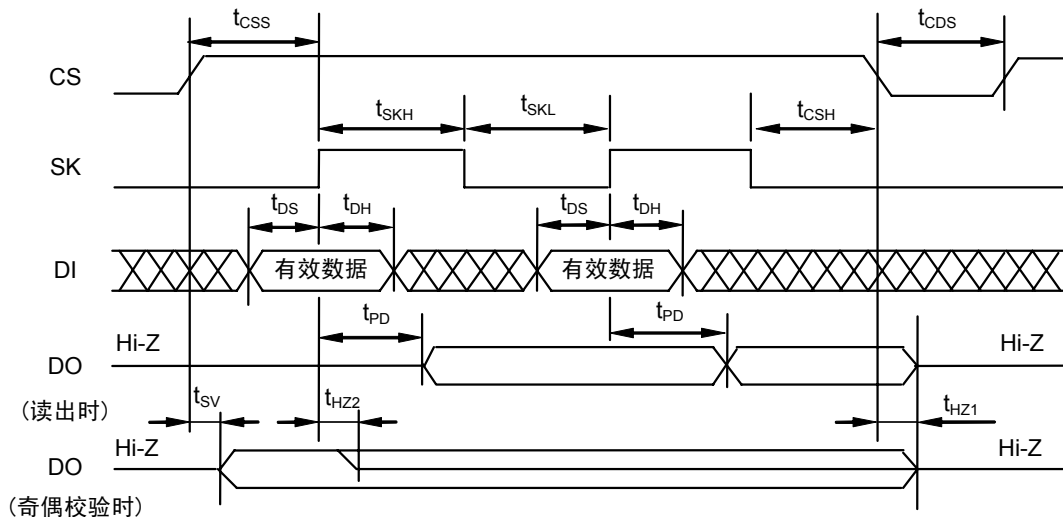 tCSS
tCDS
CS
tSKH
tSKL
tCSH
SK
tDS
tDH
tDS
tDH
DI
有效数据
有效数据
tPD
tPD
Hi-Z
Hi-Z
DO
(读出时)
tSV
tHZ2
tHZ1
Hi-Z
Hi-Z
DO
(奇偶校验时)